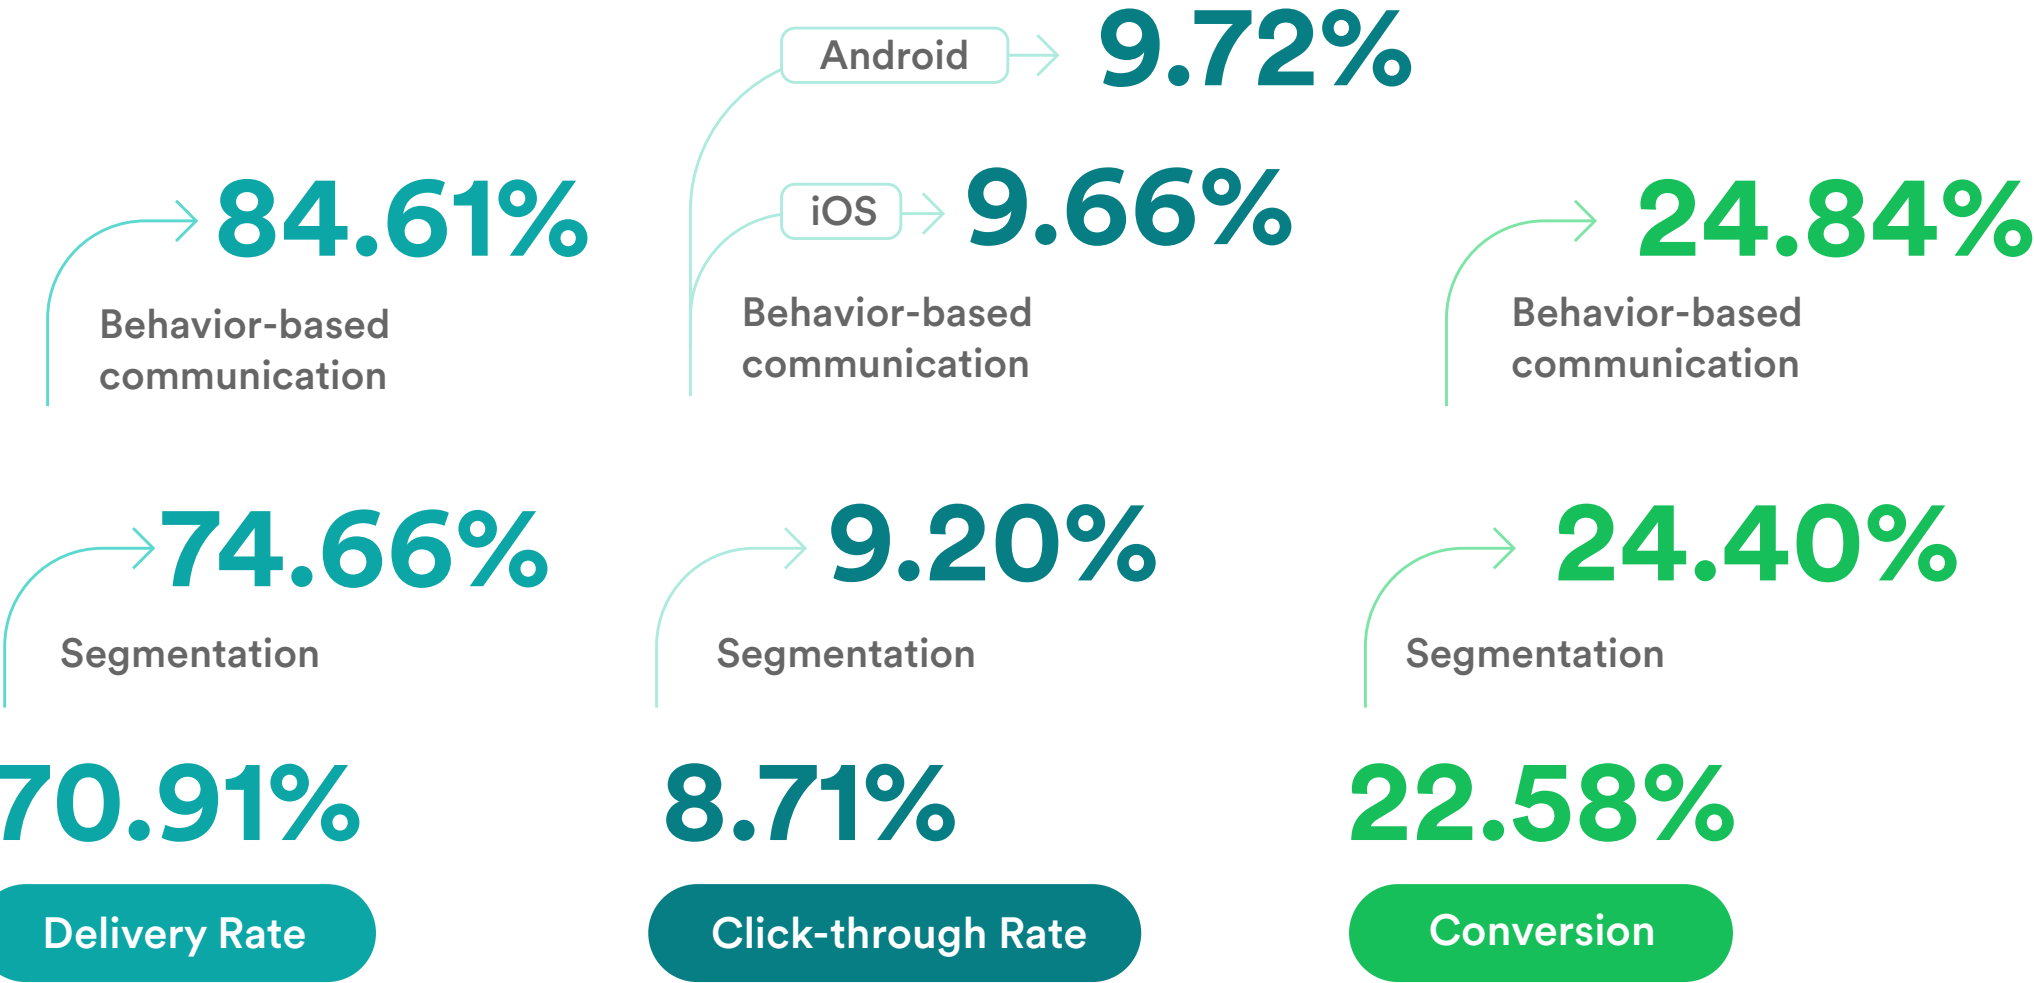 84.61%
Behavior-based
communication
74.66%
Segmentation
70.91%
Delivery Rate
Android
9.72%
iOS
9.66%
Behavior-based
communication
9.20%
Segmentation
8.71%
Click-through Rate
24.84%
Behavior-based
communication
24.40%
Segmentation
22.58%
Conversion